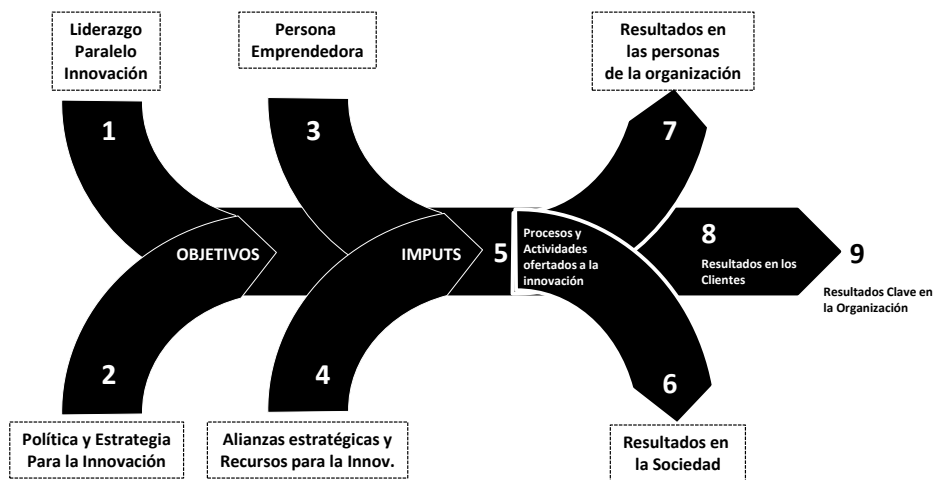 Liderazgo
Paralelo
Innovación
Persona
Emprendedora
Resultados en
las personas
de la organización
1
3
7
OBJETIVOS
IMPUTS
5
Procesos y
Actividades
ofertados a la
innovación
8
Resultados en los
Clientes
9
Resultados Clave en
la Organización
2
4
6
Política y Estrategia
Para la Innovación
Alianzas estratégicas y
Recursos para la Innov.
Resultados en
la Sociedad